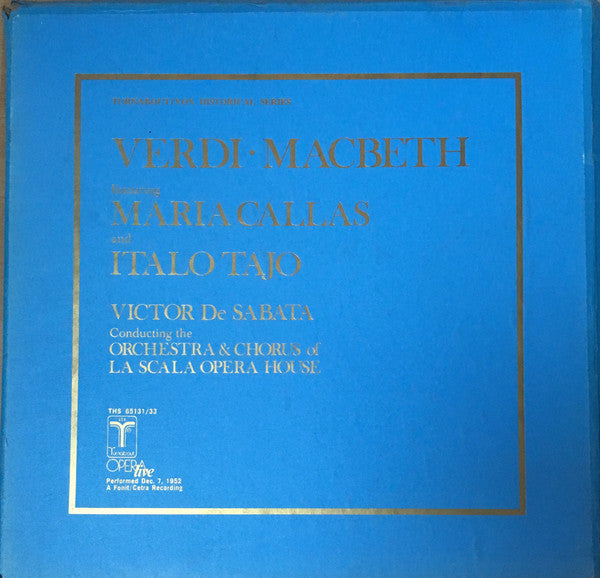 TURNABOUT/VOX HISTORICAL SERIES
VERDI · MACBETH
featuring
MARIA CALLAS
and
ITALO TAJO
VICTOR De SABATA
Conducting the
ORCHESTRA & CHORUS of
LA SCALA OPERA HOUSE
THS 65131/33
Turnabout
OPERA live
Performed Dec. 7, 1952
A Fonit/Cetra Recording